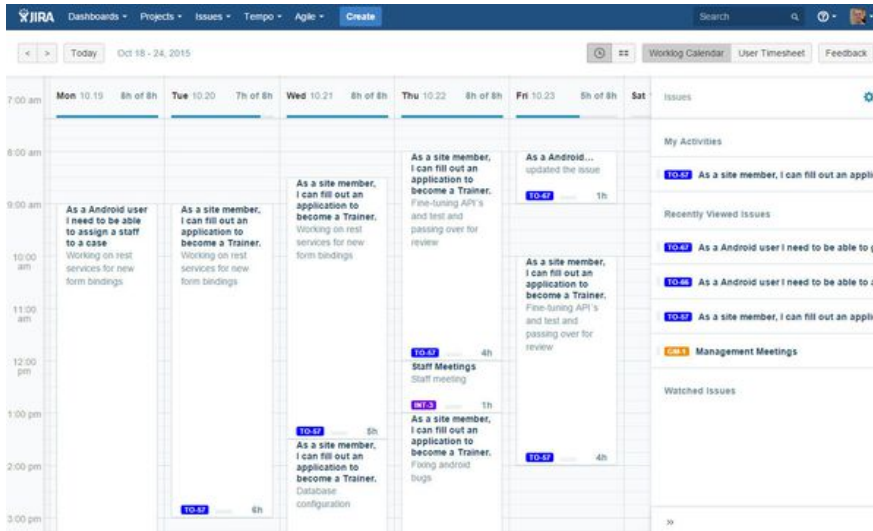 JIRA Dashboards Projects Issues Tempo Agile Create Search
< > Today Oct 18 - 24, 2015 Worklog Calendar User Timesheet Feedback
Mon 10.19 8h of 8h Tue 10.20 7h of 8h Wed 10.21 8h of 8h Thu 10.22 8h of 8h Fri 10.23 5h of 8h Sat
7:00 am
8:00 am
9:00 am
10:00
am
11:00
am
12:00
pm
1:00 pm
2:00 pm
3:00 pm
As a Android user
I need to be able
to assign a staff
to a case
Working on rest
services for new
form bindings
As a site member,
I can fill out an
application to
become a Trainer.
Working on rest
services for new
form bindings
TO-57 6h
As a site member,
I can fill out an
application to
become a Trainer.
Working on rest
services for new
form bindings
TO-57 5h
As a site member,
I can fill out an
application to
become a Trainer.
Database
configuration
As a site member,
I can fill out an
application to
become a Trainer.
Fine-tuning API's
and test and
passing over for
review
TO-57 4h
Staff Meetings
Staff meeting
INT-3 1h
As a site member,
I can fill out an
application to
become a Trainer.
Fixing android
bugs
As a Android...
updated the issue
TO-67 1h
As a site member,
I can fill out an
application to
become a Trainer.
Fine-tuning API's
and test and
passing over for
review
TO-57 4h
Issues
My Activities
TO-57 As a site member, I can fill out an appli
Recently Viewed Issues
TO-67 As a Android user I need to be able to g
TO-66 As a Android user I need to be able to a
TO-57 As a site member, I can fill out an appli
GM-1 Management Meetings
Watched Issues
»